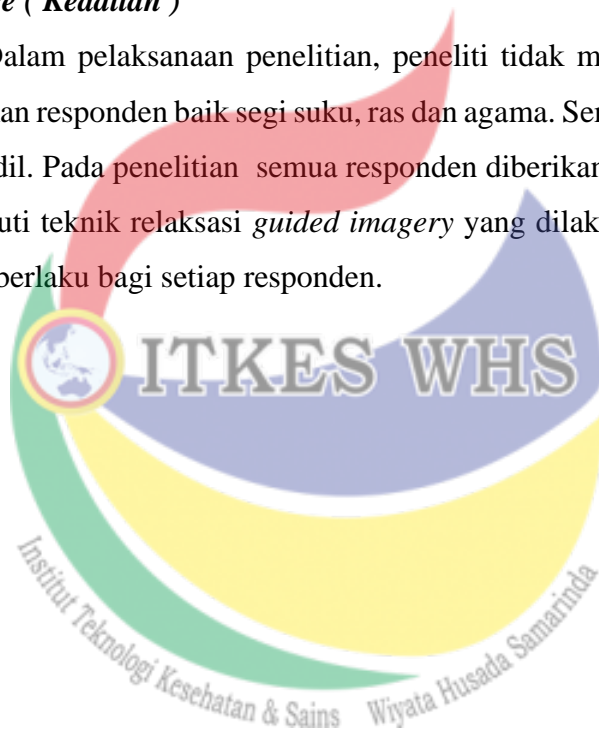 ( Keadilan )
Dalam pelaksanaan penelitian, peneliti tidak
an responden baik segi suku, ras dan agama.
dil. Pada penelitian semua responden diberikan
uti teknik relaksasi guided imagery yang
berlaku bagi setiap responden.
ITKES WHS
Institut Teknologi Kesehatan & Sains Wiyata Husada Samarinda